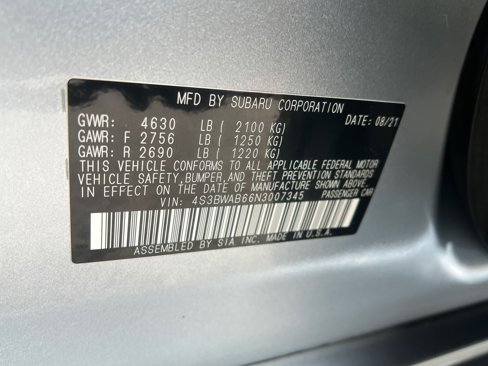 MFD BY SUBARU CORPORATION
GVWR: 4630 LB ( 2100 KG) DATE: 08/21
GAWR: F 2756 LB ( 1250 KG)
GAWR: R 2690 LB ( 1220 KG)
THIS VEHICLE CONFORMS TO ALL APPLICABLE FEDERAL MOTOR
VEHICLE SAFETY, BUMPER, AND THEFT PREVENTION STANDARDS
IN EFFECT ON THE DATE OF MANUFACTURE SHOWN ABOVE.
VIN: 4S3BWAB66N3007345 PASSENGER CAR
ASSEMBLED BY SIA INC. MADE IN U.S.A.